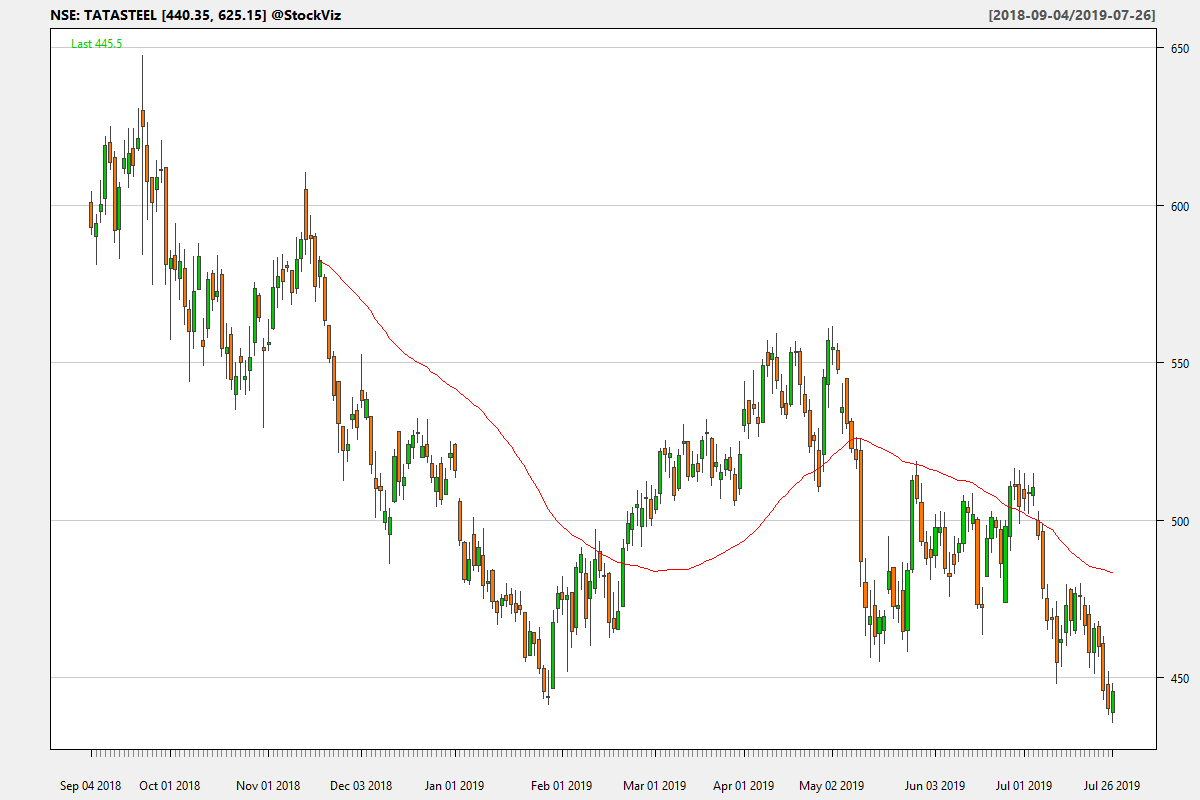 NSE: TATASTEEL [440.35, 625.15] @StockViz
[2018-09-04/2019-07-26]
Last 445.5
650
600
550
500
450
Sep 04 2018 Oct 01 2018 Nov 01 2018 Dec 03 2018 Jan 01 2019 Feb 01 2019 Mar 01 2019 Apr 01 2019 May 02 2019 Jun 03 2019 Jul 01 2019 Jul 26 2019